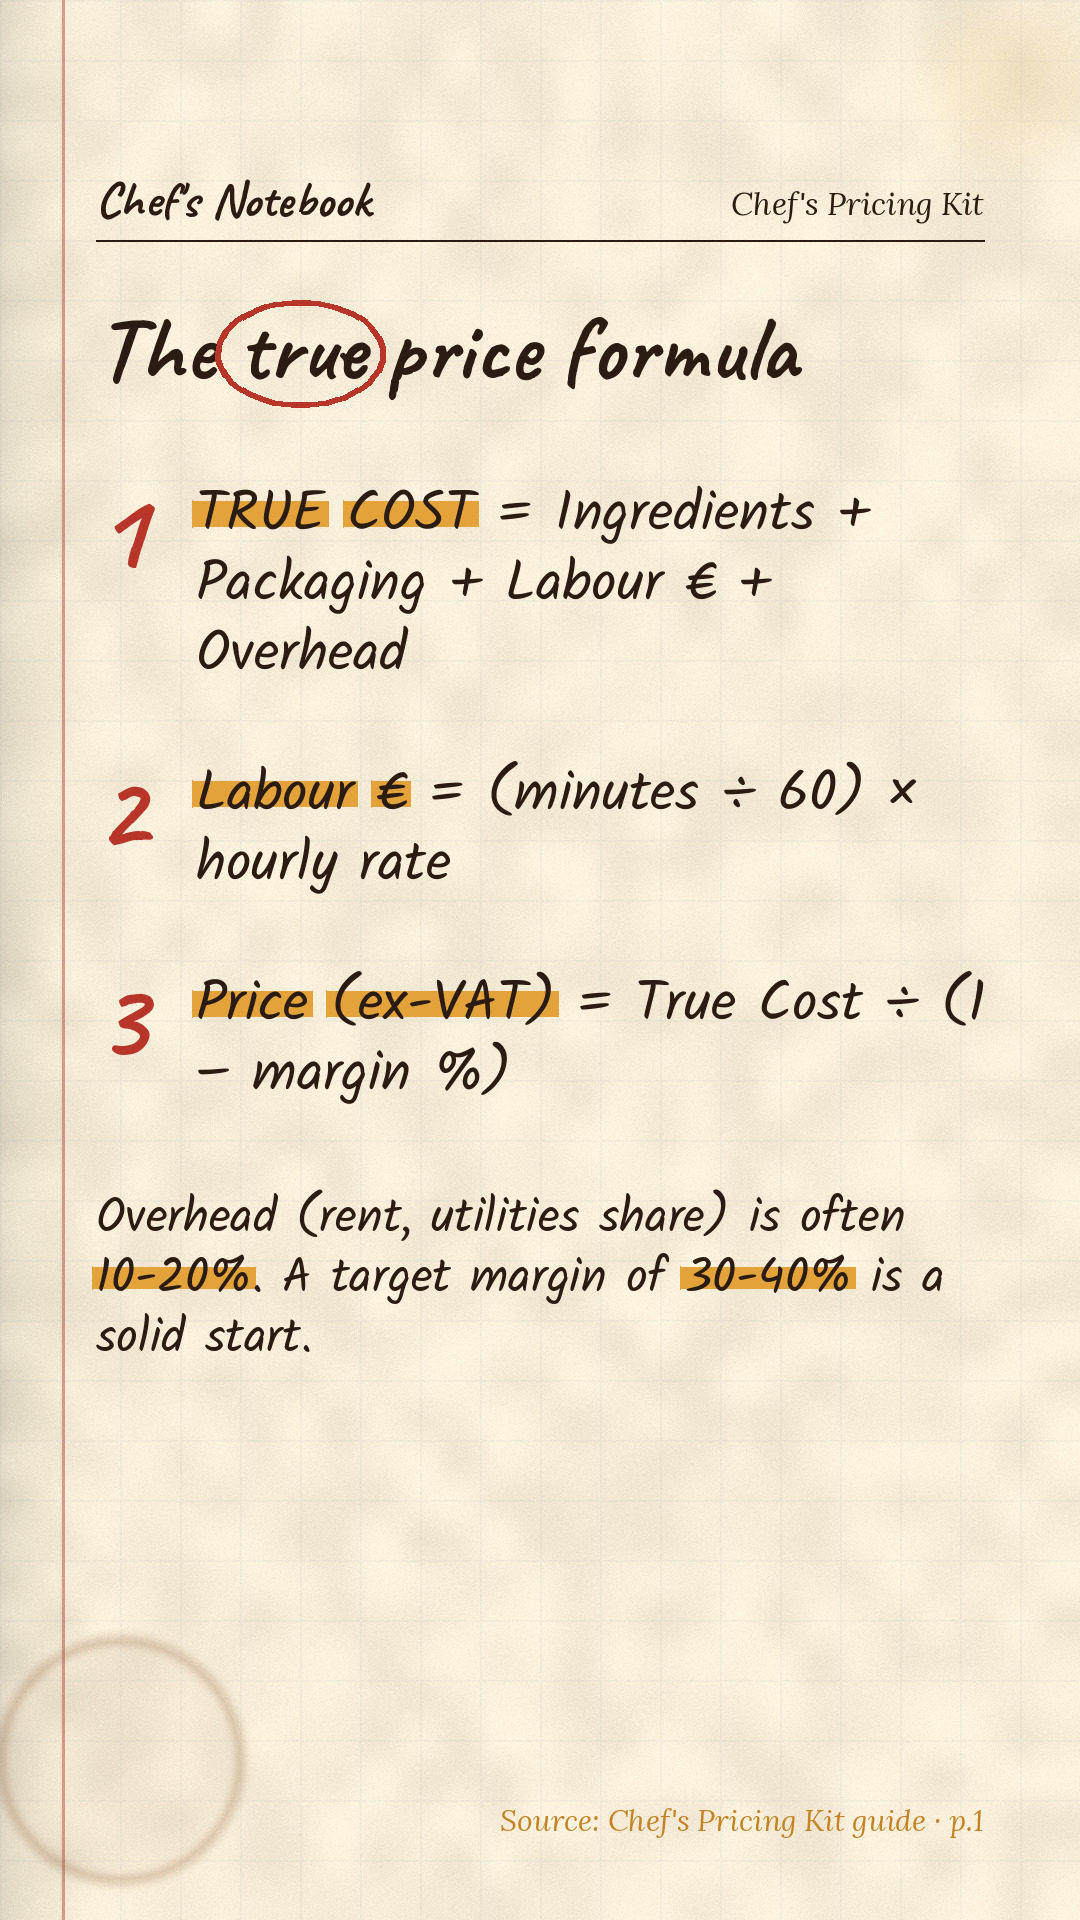 Chef's Notebook
Chef's Pricing Kit
The true price formula
1
TRUE COST = Ingredients +
Packaging + Labour € +
Overhead
2
Labour € = (minutes ÷ 60) ×
hourly rate
3
Price (ex-VAT) = True Cost ÷ (1
– margin %)
Overhead (rent, utilities share) is often
10-20%. A target margin of 30-40% is a
solid start.
Source: Chef's Pricing Kit guide · p.1